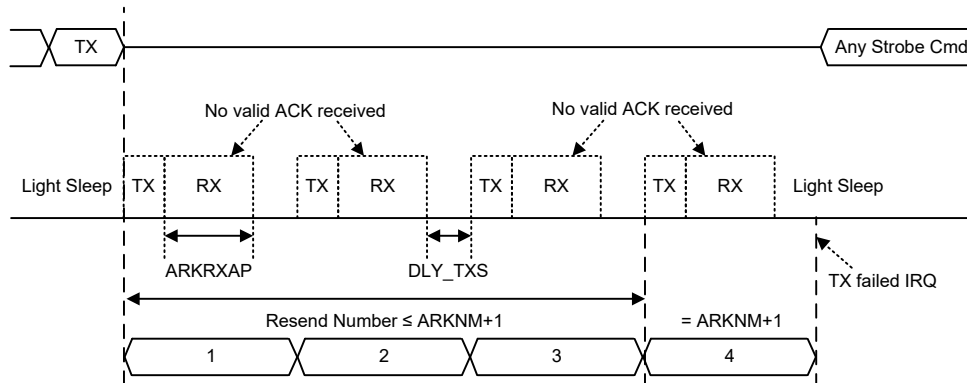 TX
Any Strobe Cmd
No valid ACK received
No valid ACK received
Light Sleep
TX
RX
TX
RX
TX
RX
TX
RX
Light Sleep
ARKRXAP
DLY_TXS
TX failed IRQ
Resend Number ≤ ARKNM+1
= ARKNM+1
1
2
3
4